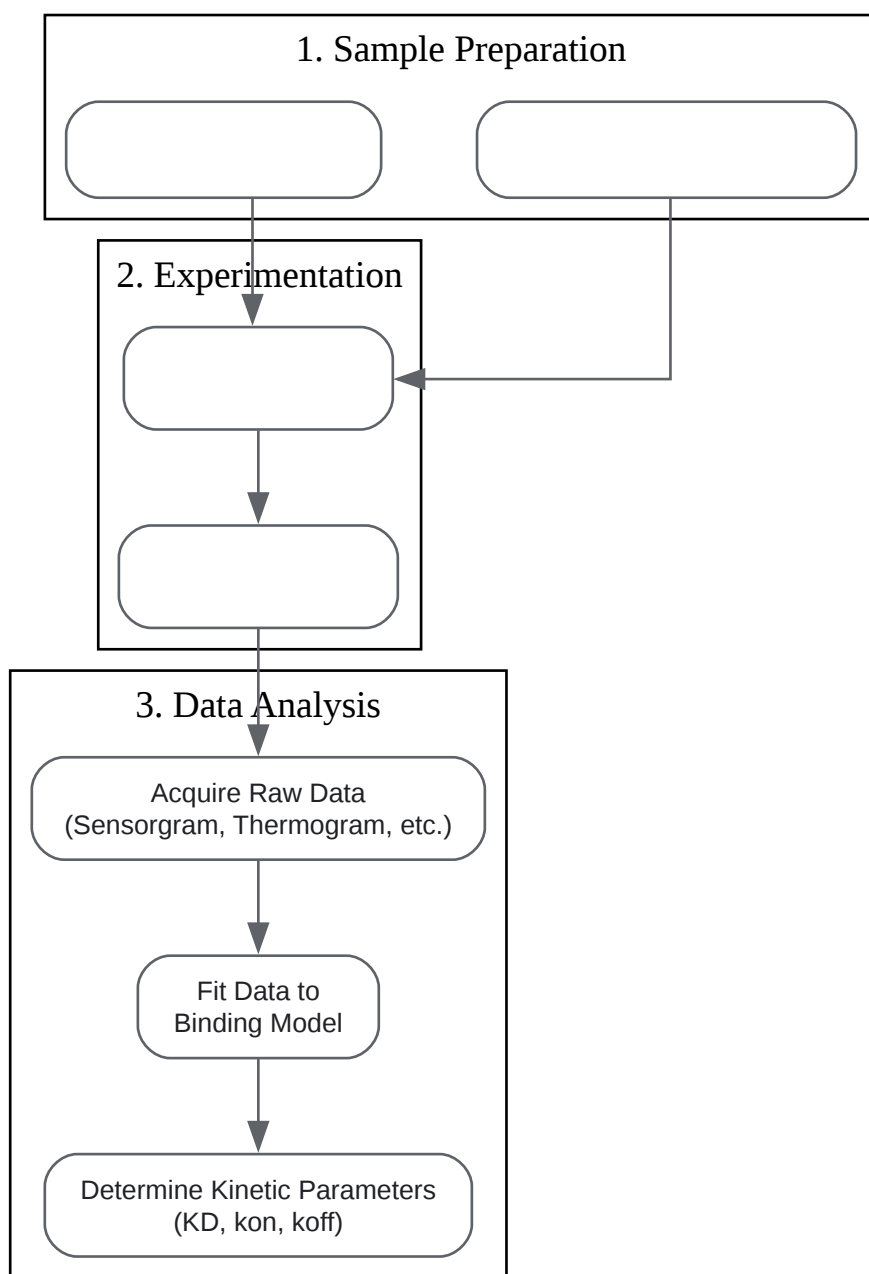 1. Sample Preparation
2. Experimentation
3. Data Analysis
Acquire Raw Data
(Sensorgram, Thermogram, etc.)
Fit Data to
Binding Model
Determine Kinetic Parameters
(KD, kon, koff)